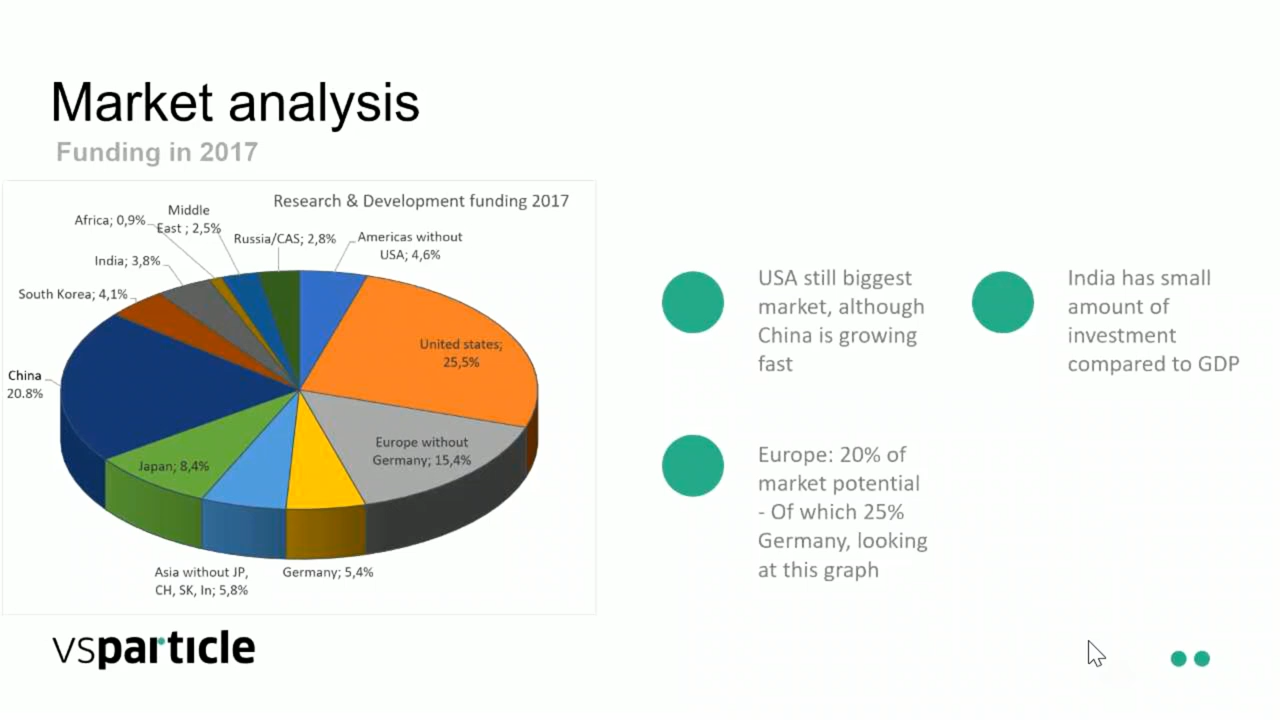 Market analysis
Funding in 2017
Research & Development funding 2017
Africa; 0,9%
Middle
East ; 2,5%
Russia/CAS; 2,8%
Americas without
USA; 4,6%
India; 3,8%
South Korea; 4,1%
United states;
25,5%
China
20.8%
Europe without
Germany; 15,4%
Japan; 8,4%
Asia without JP,
CH, SK, In; 5,8%
Germany; 5,4%
USA still biggest
market, although
China is growing
fast
India has small
amount of
investment
compared to GDP
Europe: 20% of
market potential
- Of which 25%
Germany, looking
at this graph
vsparticle